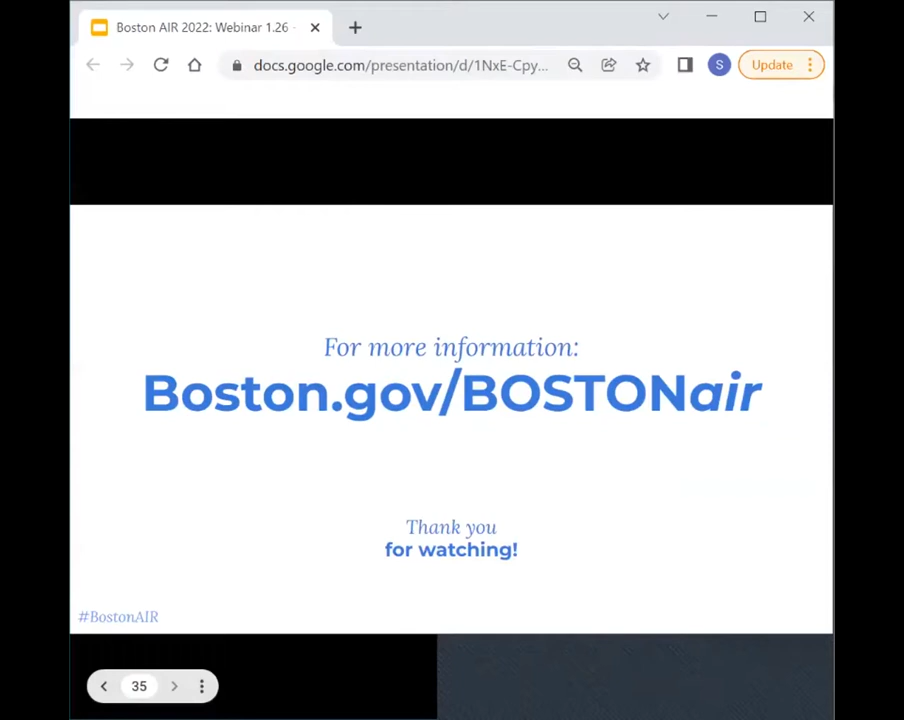 Boston AIR 2022: Webinar 1.26
docs.google.com/presentation/d/1NxE-Cpy...
S
Update
For more information:
Boston.gov/BOSTONair
Thank you
for watching!
#BostonAIR
35